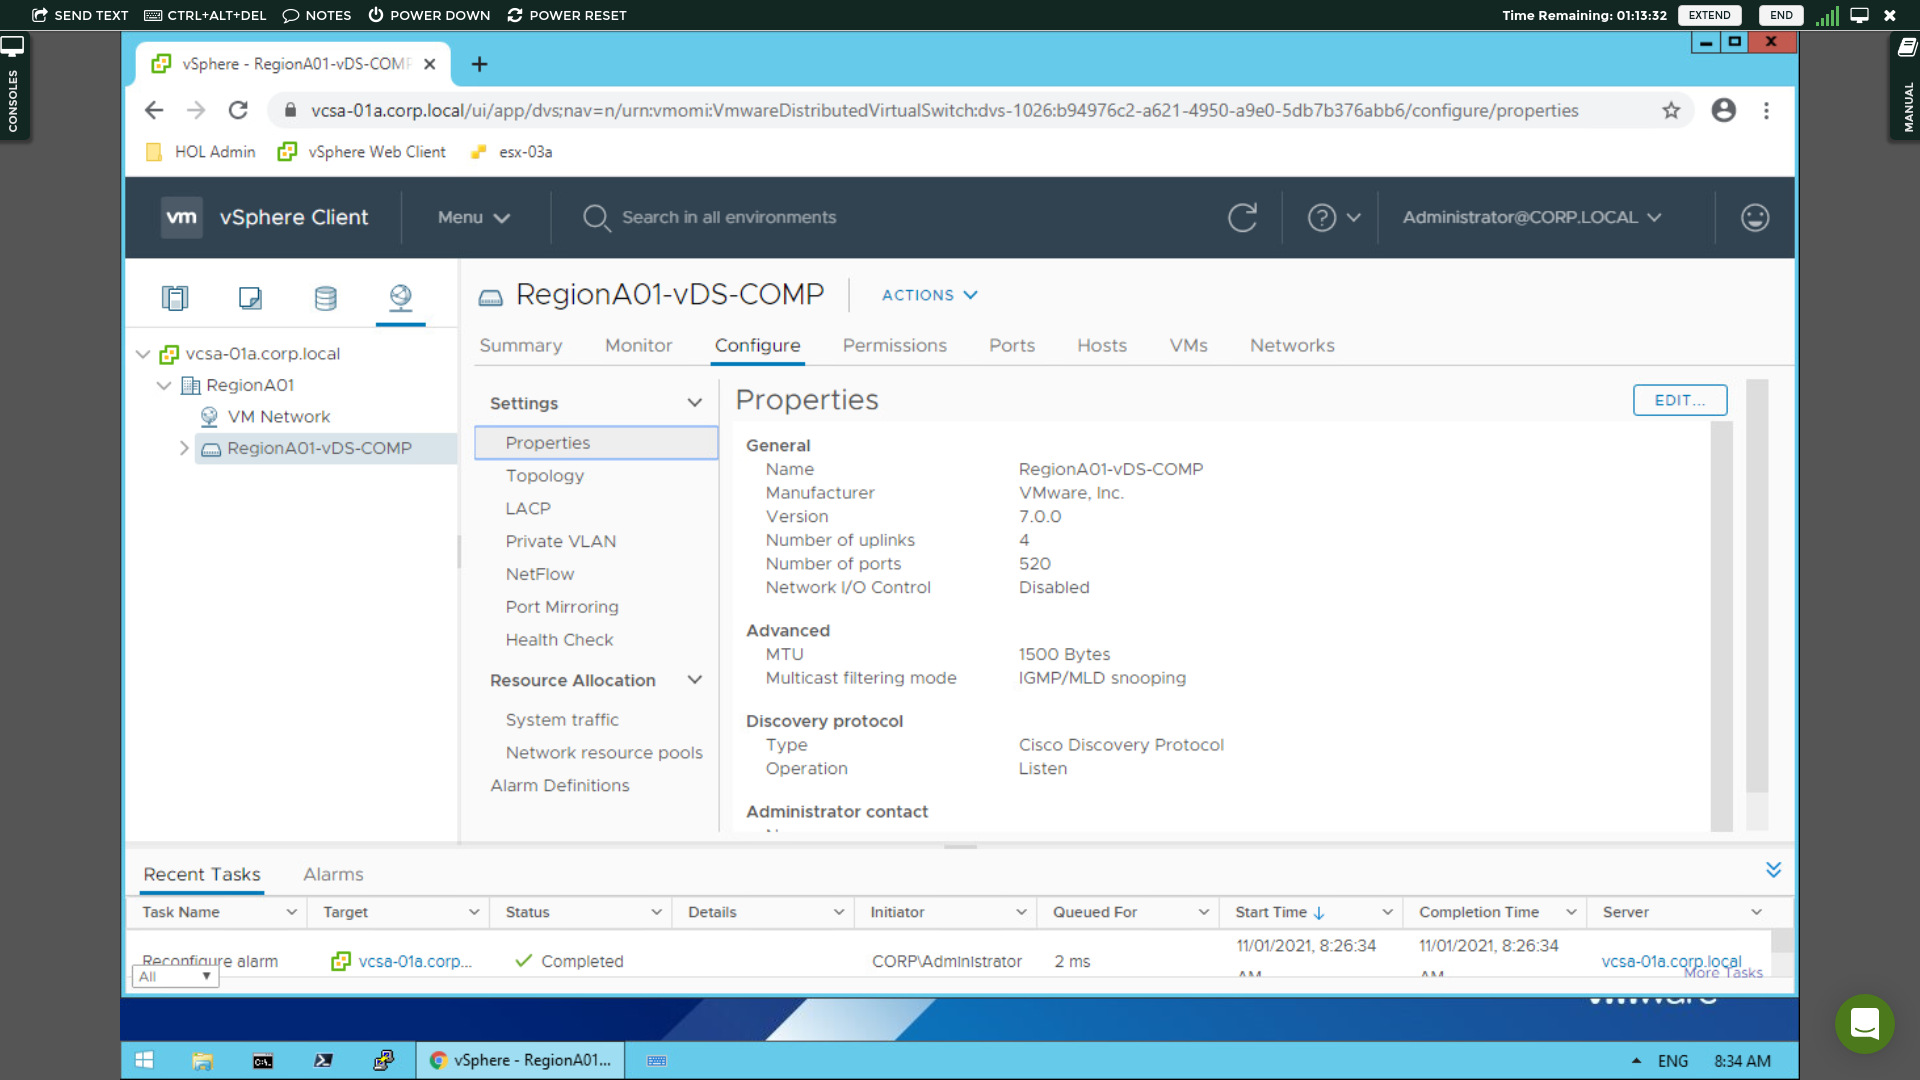 SEND TEXT CTRL+ALT+DEL NOTES POWER DOWN POWER RESET Time Remaining: 01:13:32 EXTEND END
CONSOLES
MANUAL
vSphere - RegionA01-vDS-COMP
vcsa-01a.corp.local/ui/app/dvs;nav=n/urn:vmomi:VmwareDistributedVirtualSwitch:dvs-1026:b94976c2-a621-4950-a9e0-5db7b376abb6/configure/properties
HOL Admin vSphere Web Client esx-03a
vm vSphere Client Menu Search in all environments Administrator@CORP.LOCAL
RegionA01-vDS-COMP ACTIONS
Summary Monitor Configure Permissions Ports Hosts VMs Networks
vcsa-01a.corp.local
RegionA01
VM Network
RegionA01-vDS-COMP
Settings
Properties
Topology
LACP
Private VLAN
NetFlow
Port Mirroring
Health Check
Resource Allocation
System traffic
Network resource pools
Alarm Definitions
Properties EDIT...
General
Name RegionA01-vDS-COMP
Manufacturer VMware, Inc.
Version 7.0.0
Number of uplinks 4
Number of ports 520
Network I/O Control Disabled
Advanced
MTU 1500 Bytes
Multicast filtering mode IGMP/MLD snooping
Discovery protocol
Type Cisco Discovery Protocol
Operation Listen
Administrator contact
Recent Tasks Alarms
Task Name Target Status Details Initiator Queued For Start Time Completion Time Server
Reconfigure alarm vcsa-01a.corp... Completed CORP\Administrator 2 ms 11/01/2021, 8:26:34 AM 11/01/2021, 8:26:34 AM vcsa-01a.corp.local
All More Tasks
vmware
vSphere - RegionA01... ENG 8:34 AM